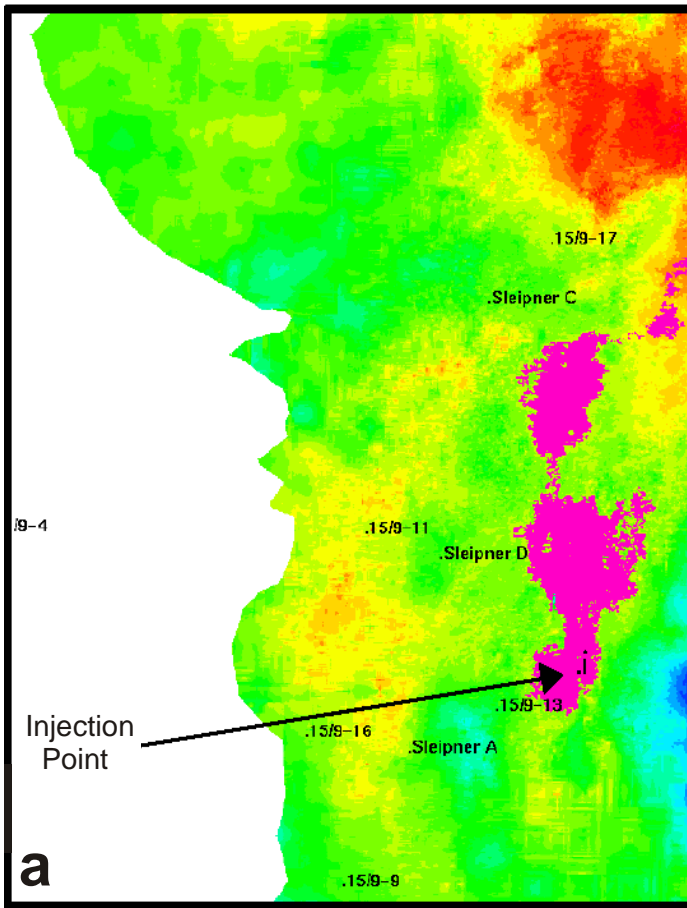 .15/9–17
.Sleipner C
/9–4
.15/9–11
.Sleipner D
.i
.15/9–13
Injection
Point
.15/9–16
.Sleipner A
a
.15/9–9